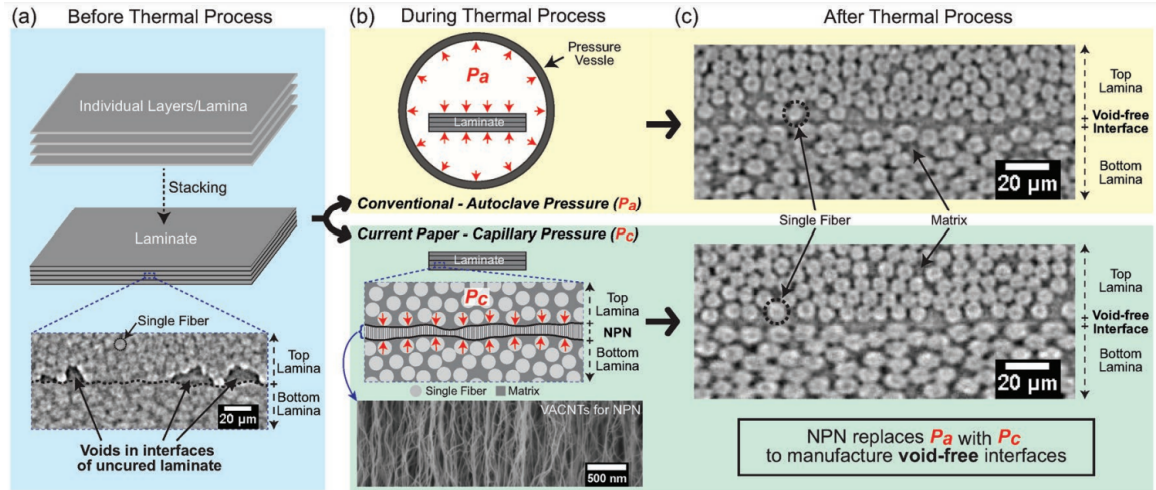 (a) Before Thermal Process
Individual Layers/Lamina
Stacking
Laminate
Single Fiber
Top
Lamina
Bottom
Lamina
20 µm
Voids in interfaces
of uncured laminate
(b) During Thermal Process
Pressure
Vessle
Pa
Laminate
Conventional - Autoclave Pressure (Pa)
Current Paper - Capillary Pressure (Pc)
Laminate
Pc
Top
Lamina
NPN
Bottom
Lamina
Single Fiber Matrix
VACNTs for NPN
500 nm
(c) After Thermal Process
Top
Lamina
Void-free
Interface
Bottom
Lamina
20 µm
Single Fiber
Matrix
Top
Lamina
Void-free
Interface
Bottom
Lamina
20 µm
NPN replaces Pa with Pc
to manufacture void-free interfaces